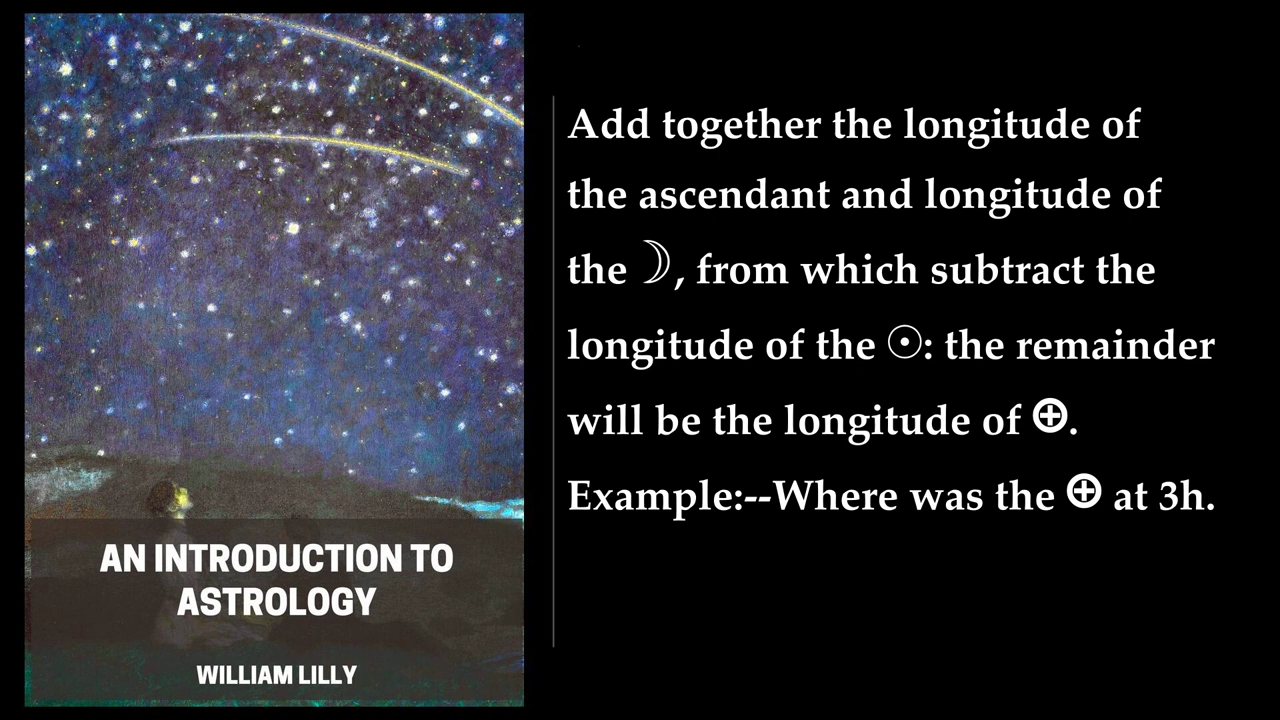 AN INTRODUCTION TO
ASTROLOGY
WILLIAM LILLY
Add together the longitude of
the ascendant and longitude of
the ☽, from which subtract the
longitude of the ☉: the remainder
will be the longitude of ⊕.
Example:--Where was the ⊕ at 3h.